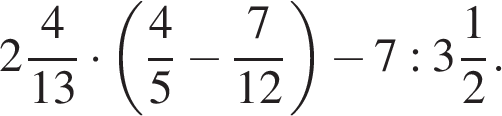 2 4/13 · (4/5 − 7/12) − 7 : 3 1/2.